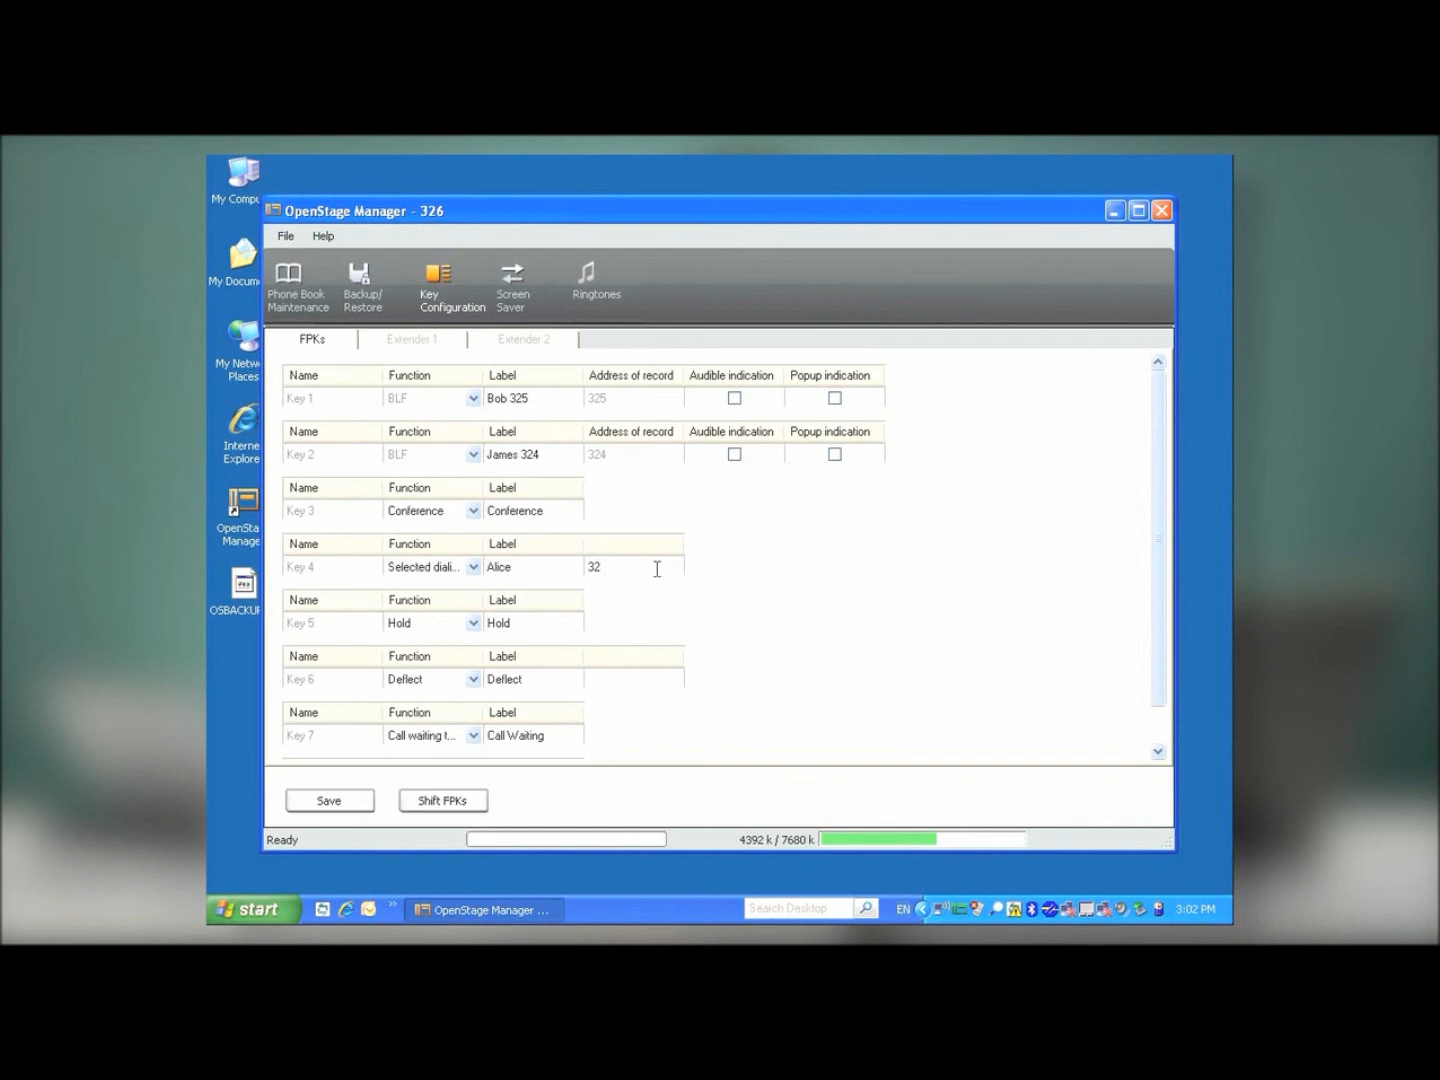 My Compu
OpenStage Manager - 326
File Help
My Docum
Phone Book Maintenance
Backup/ Restore
Key Configuration
Screen Saver
Ringtones
My Netw
Places
FPKs Extender 1 Extender 2
Name Function Label Address of record Audible indication Popup indication
Key 1 BLF Bob 325 325
Name Function Label Address of record Audible indication Popup indication
Key 2 BLF James 324 324
Interne
Explore
Name Function Label
Key 3 Conference Conference
OpenSta
Manage
Name Function Label
Key 4 Selected diali... Alice 32
OSBACKUP
Name Function Label
Key 5 Hold Hold
Name Function Label
Key 6 Deflect Deflect
Name Function Label
Key 7 Call waiting t... Call Waiting
Save Shift FPKs
Ready 4392 k / 7680 k
start OpenStage Manager ... Search Desktop EN 3:02 PM